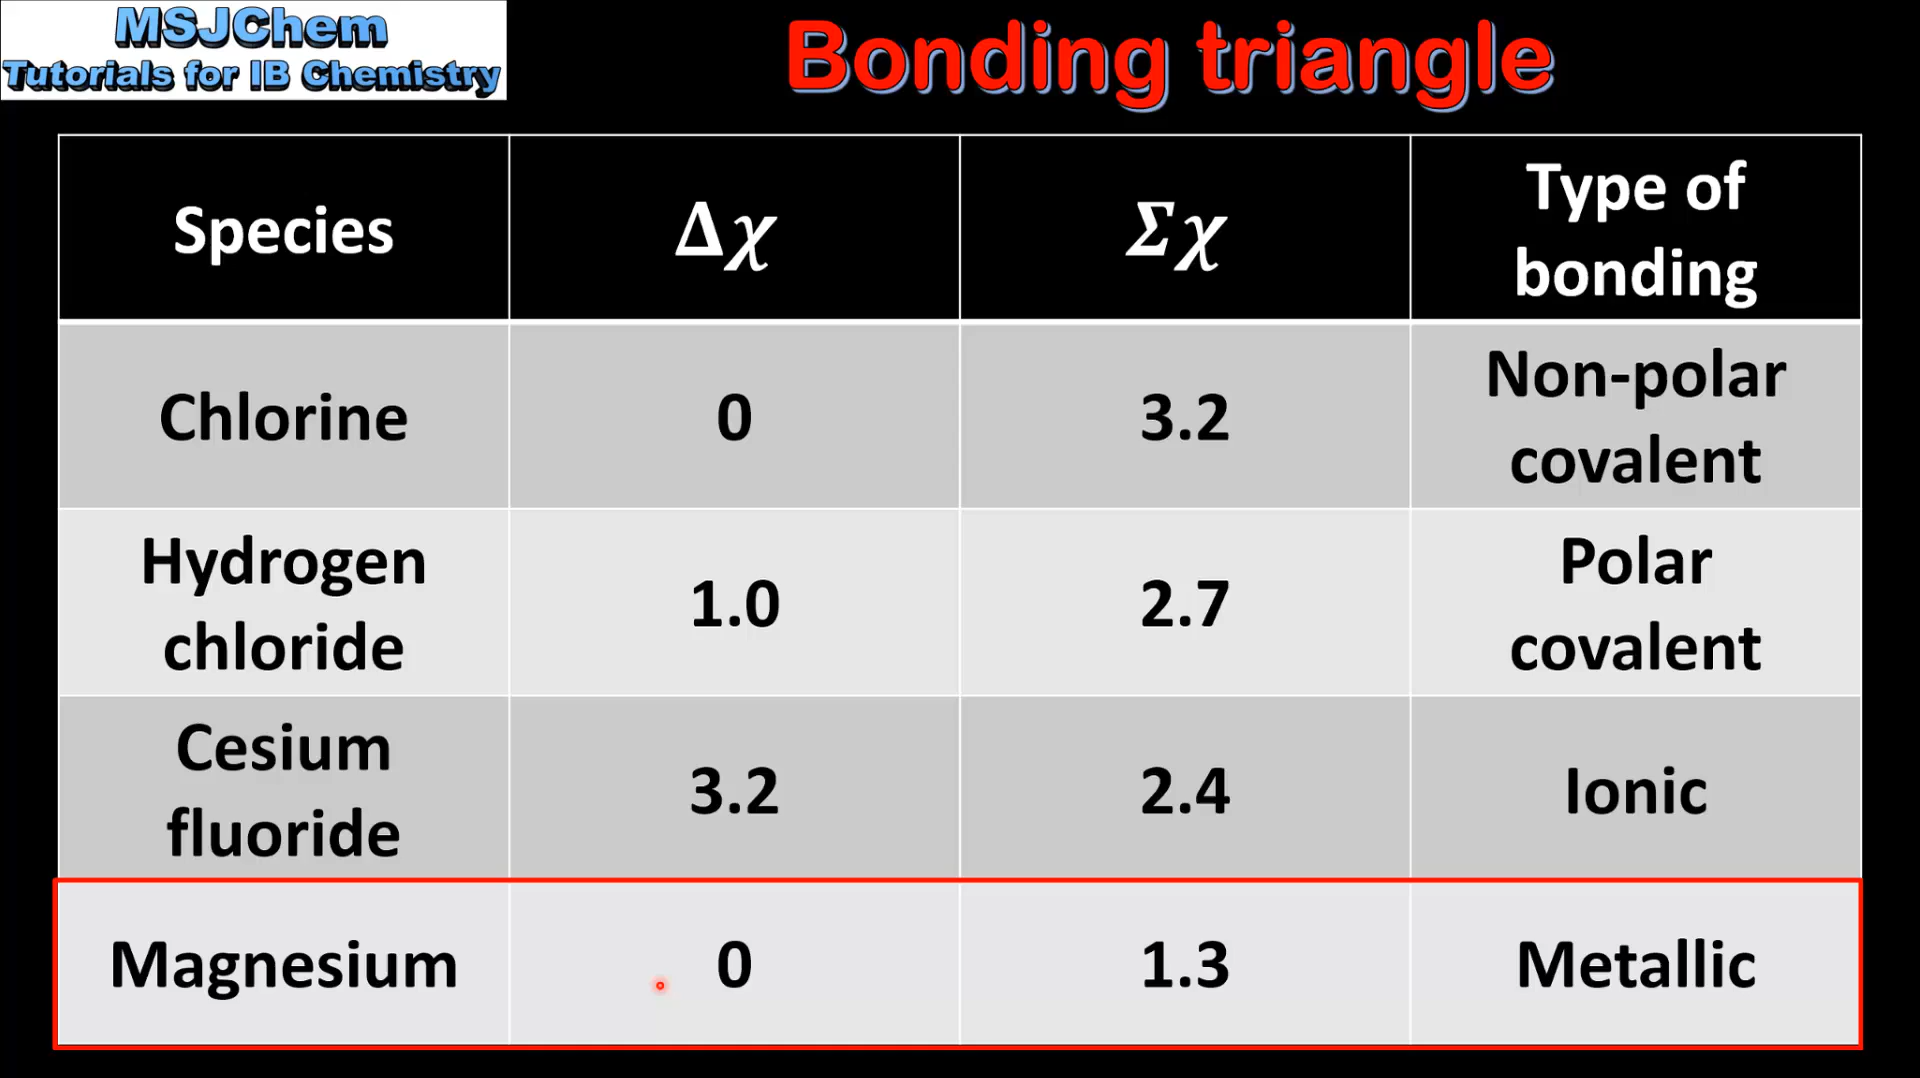 MSJChem
Tutorials for IB Chemistry
Bonding triangle
Species
Δχ
Σχ
Type of
bonding
Chlorine
0
3.2
Non-polar
covalent
Hydrogen
chloride
1.0
2.7
Polar
covalent
Cesium
fluoride
3.2
2.4
Ionic
Magnesium
0
1.3
Metallic